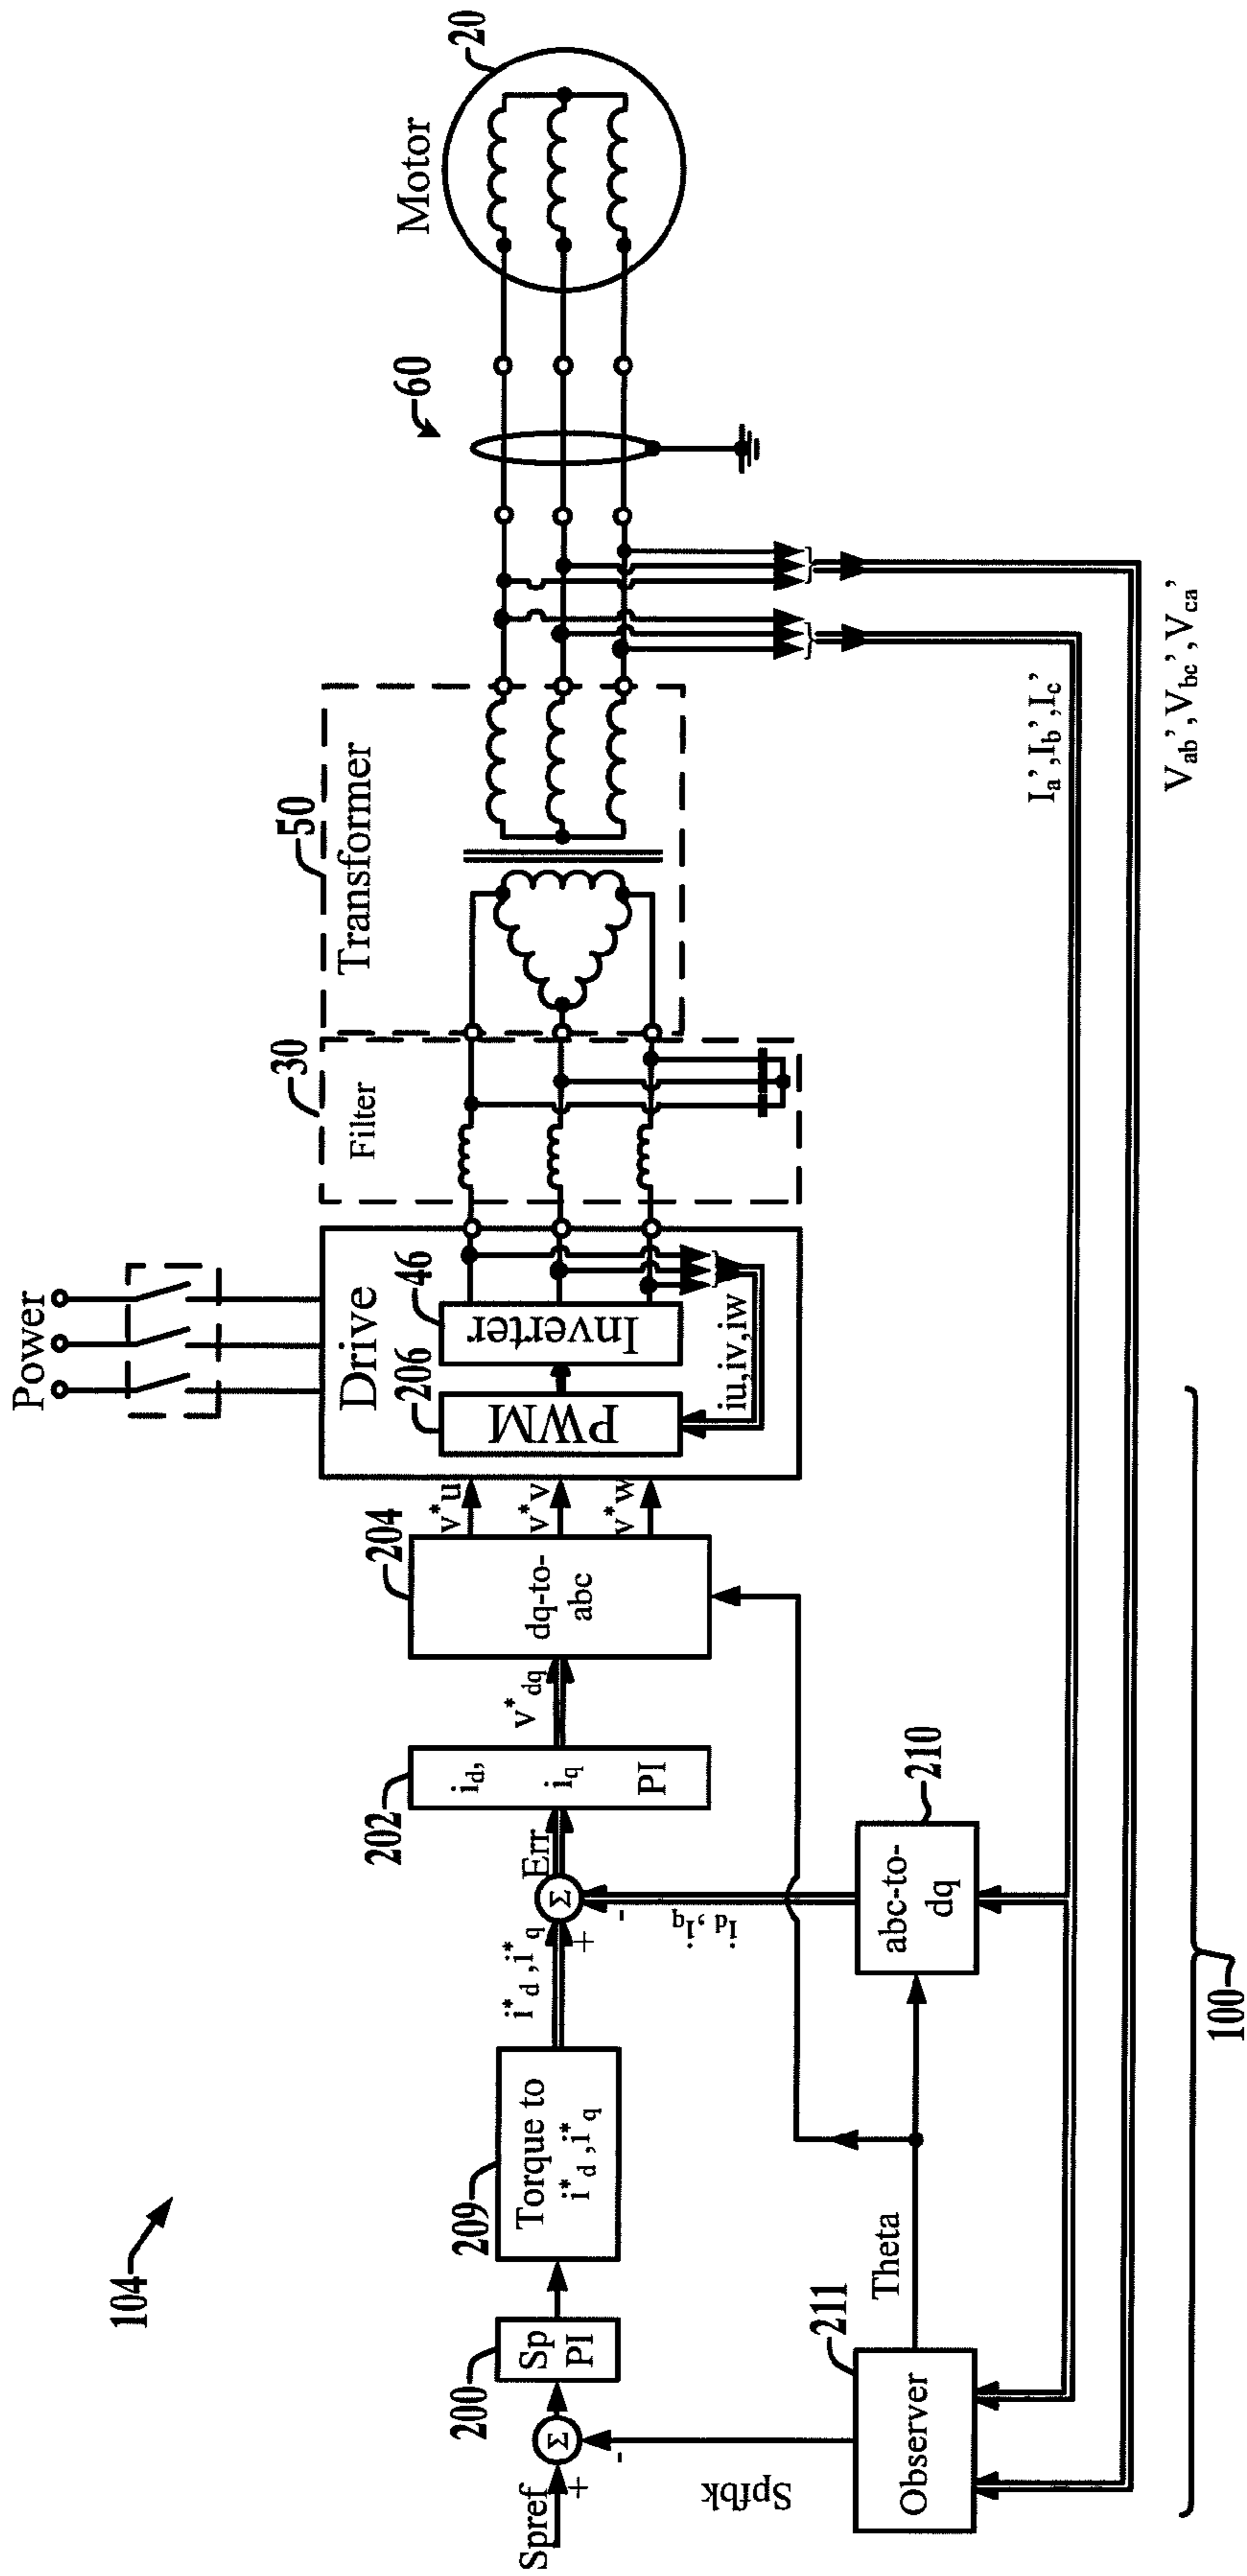 104
Power
Drive
206
PWM
46
Inverter
iu,iv,iw
30
Filter
50
Transformer
60
Motor
20
Spref
+
-
Σ
200
Sp
PI
209
Torque to
i*d ,i*q
i*d ,i*q
+
-
Σ
Err
202
id,
iq
PI
v*dq
204
dq-to-
abc
v*u
v*v
v*w
Spfbk
211
Observer
Theta
id ,iq
210
abc-to-
dq
Ia’,Ib’,Ic’
Vab’,Vbc’,Vca’
100